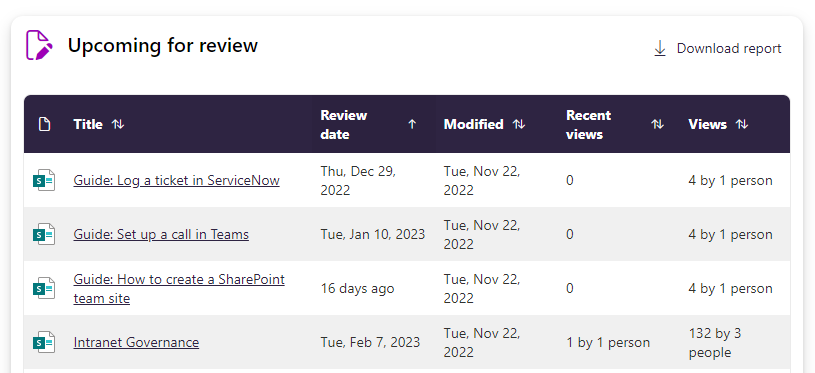 Upcoming for review
Download report
Title
Review date
Modified
Recent views
Views
Guide: Log a ticket in ServiceNow
Thu, Dec 29, 2022
Tue, Nov 22, 2022
0
4 by 1 person
Guide: Set up a call in Teams
Tue, Jan 10, 2023
Tue, Nov 22, 2022
0
4 by 1 person
Guide: How to create a SharePoint
team site
16 days ago
Tue, Nov 22, 2022
0
4 by 1 person
Intranet Governance
Tue, Feb 7, 2023
Tue, Nov 22, 2022
1 by 1 person
132 by 3 people